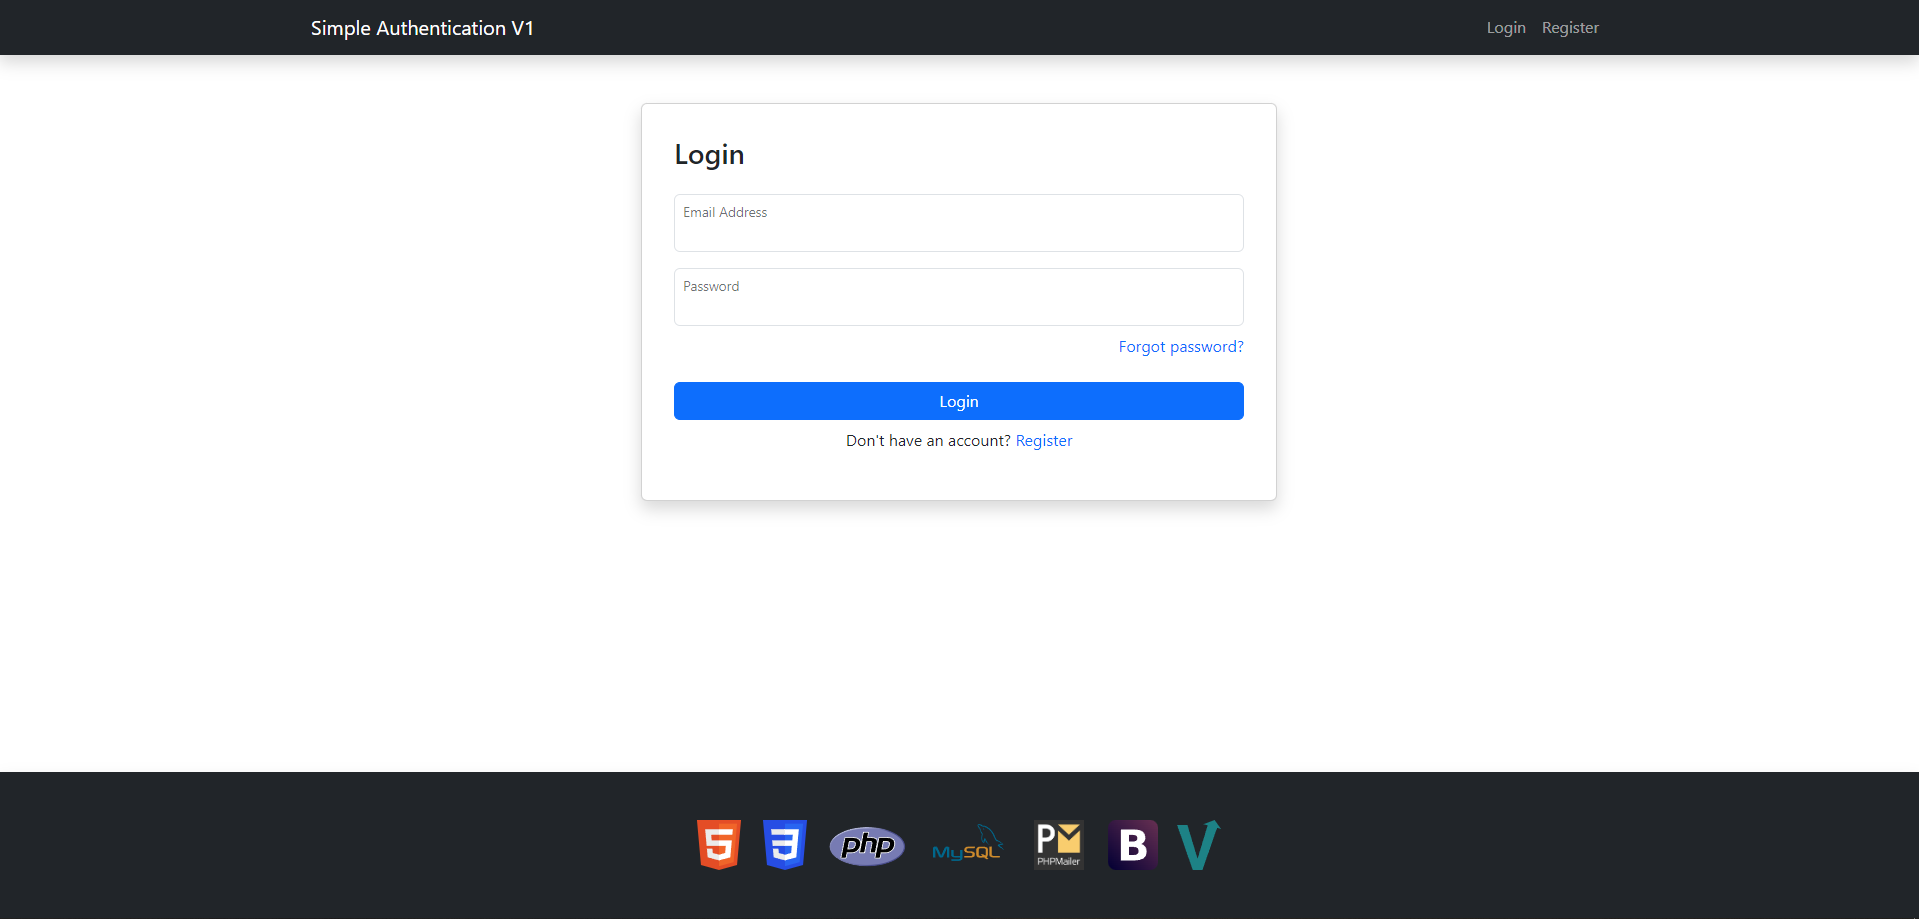 Simple Authentication V1
Login Register
Login
Email Address
Password
Forgot password?
Login
Don't have an account? Register
5 3 php MySQL PM PHPMailer B V